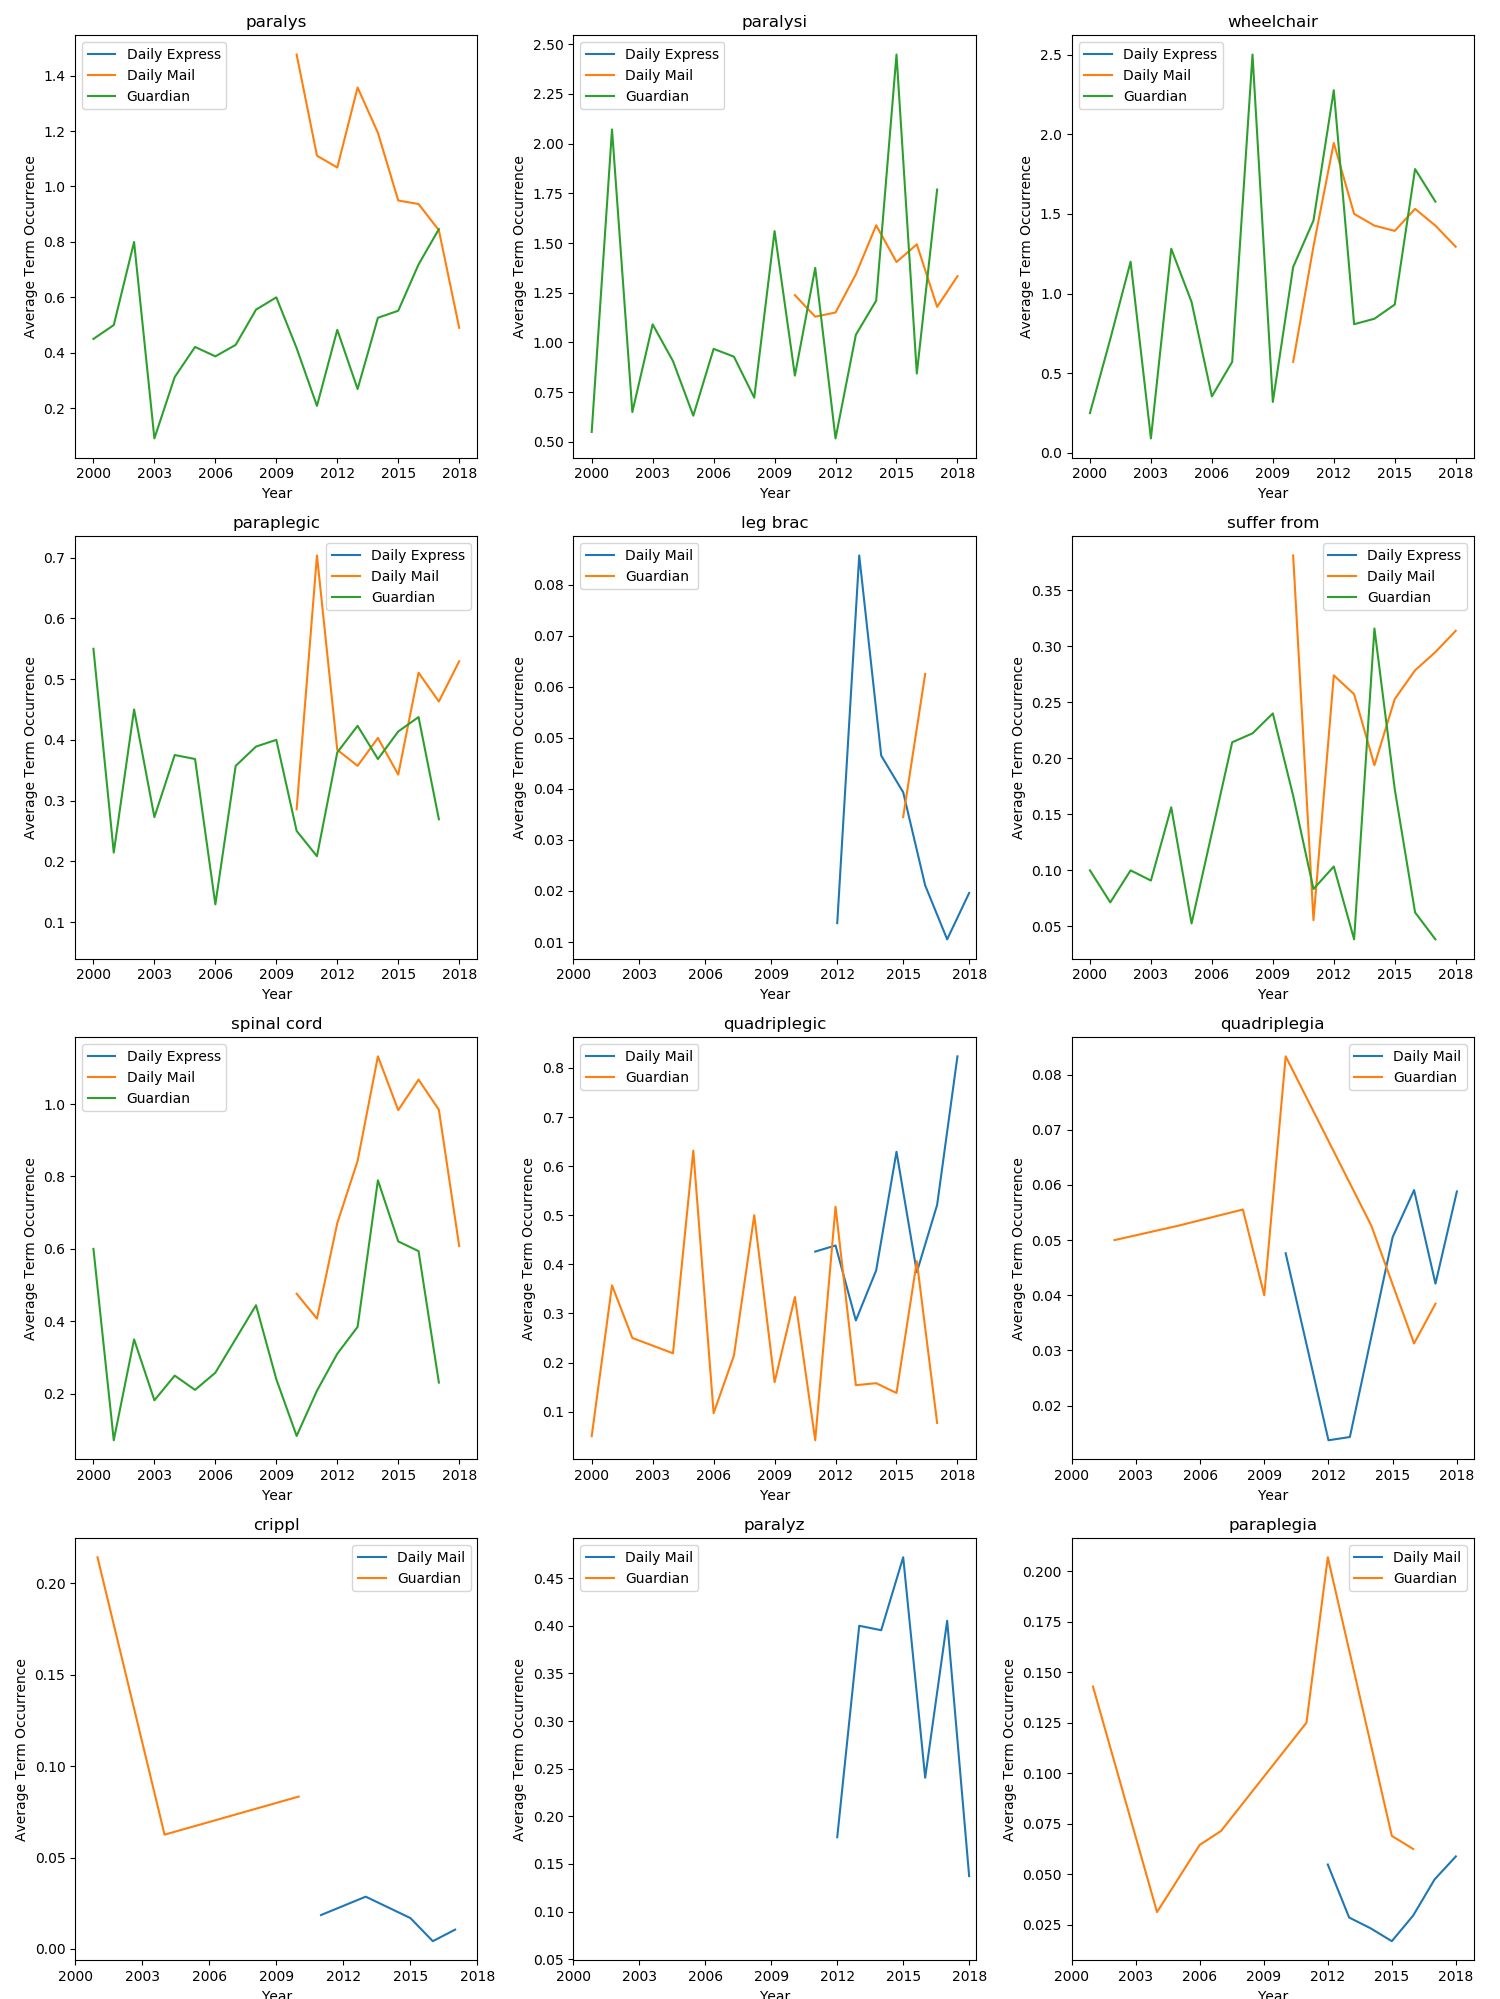 paralys
Daily Express
Daily Mail
Guardian
Average Term Occurrence
1.4
1.2
1.0
0.8
0.6
0.4
0.2
2000 2003 2006 2009 2012 2015 2018
Year
paralysi
Daily Express
Daily Mail
Guardian
Average Term Occurrence
2.50
2.25
2.00
1.75
1.50
1.25
1.00
0.75
0.50
2000 2003 2006 2009 2012 2015 2018
Year
wheelchair
Daily Express
Daily Mail
Guardian
Average Term Occurrence
2.5
2.0
1.5
1.0
0.5
0.0
2000 2003 2006 2009 2012 2015 2018
Year
paraplegic
Daily Express
Daily Mail
Guardian
Average Term Occurrence
0.7
0.6
0.5
0.4
0.3
0.2
0.1
2000 2003 2006 2009 2012 2015 2018
Year
leg brac
Daily Mail
Guardian
Average Term Occurrence
0.08
0.07
0.06
0.05
0.04
0.03
0.02
0.01
2000 2003 2006 2009 2012 2015 2018
Year
suffer from
Daily Express
Daily Mail
Guardian
Average Term Occurrence
0.35
0.30
0.25
0.20
0.15
0.10
0.05
2000 2003 2006 2009 2012 2015 2018
Year
spinal cord
Daily Express
Daily Mail
Guardian
Average Term Occurrence
1.0
0.8
0.6
0.4
0.2
2000 2003 2006 2009 2012 2015 2018
Year
quadriplegic
Daily Mail
Guardian
Average Term Occurrence
0.8
0.7
0.6
0.5
0.4
0.3
0.2
0.1
2000 2003 2006 2009 2012 2015 2018
Year
quadriplegia
Daily Mail
Guardian
Average Term Occurrence
0.08
0.07
0.06
0.05
0.04
0.03
0.02
2000 2003 2006 2009 2012 2015 2018
Year
crippl
Daily Mail
Guardian
Average Term Occurrence
0.20
0.15
0.10
0.05
0.00
2000 2003 2006 2009 2012 2015 2018
Year
paralyz
Daily Mail
Guardian
Average Term Occurrence
0.45
0.40
0.35
0.30
0.25
0.20
0.15
0.10
0.05
2000 2003 2006 2009 2012 2015 2018
Year
paraplegia
Daily Mail
Guardian
Average Term Occurrence
0.200
0.175
0.150
0.125
0.100
0.075
0.050
0.025
2000 2003 2006 2009 2012 2015 2018
Year